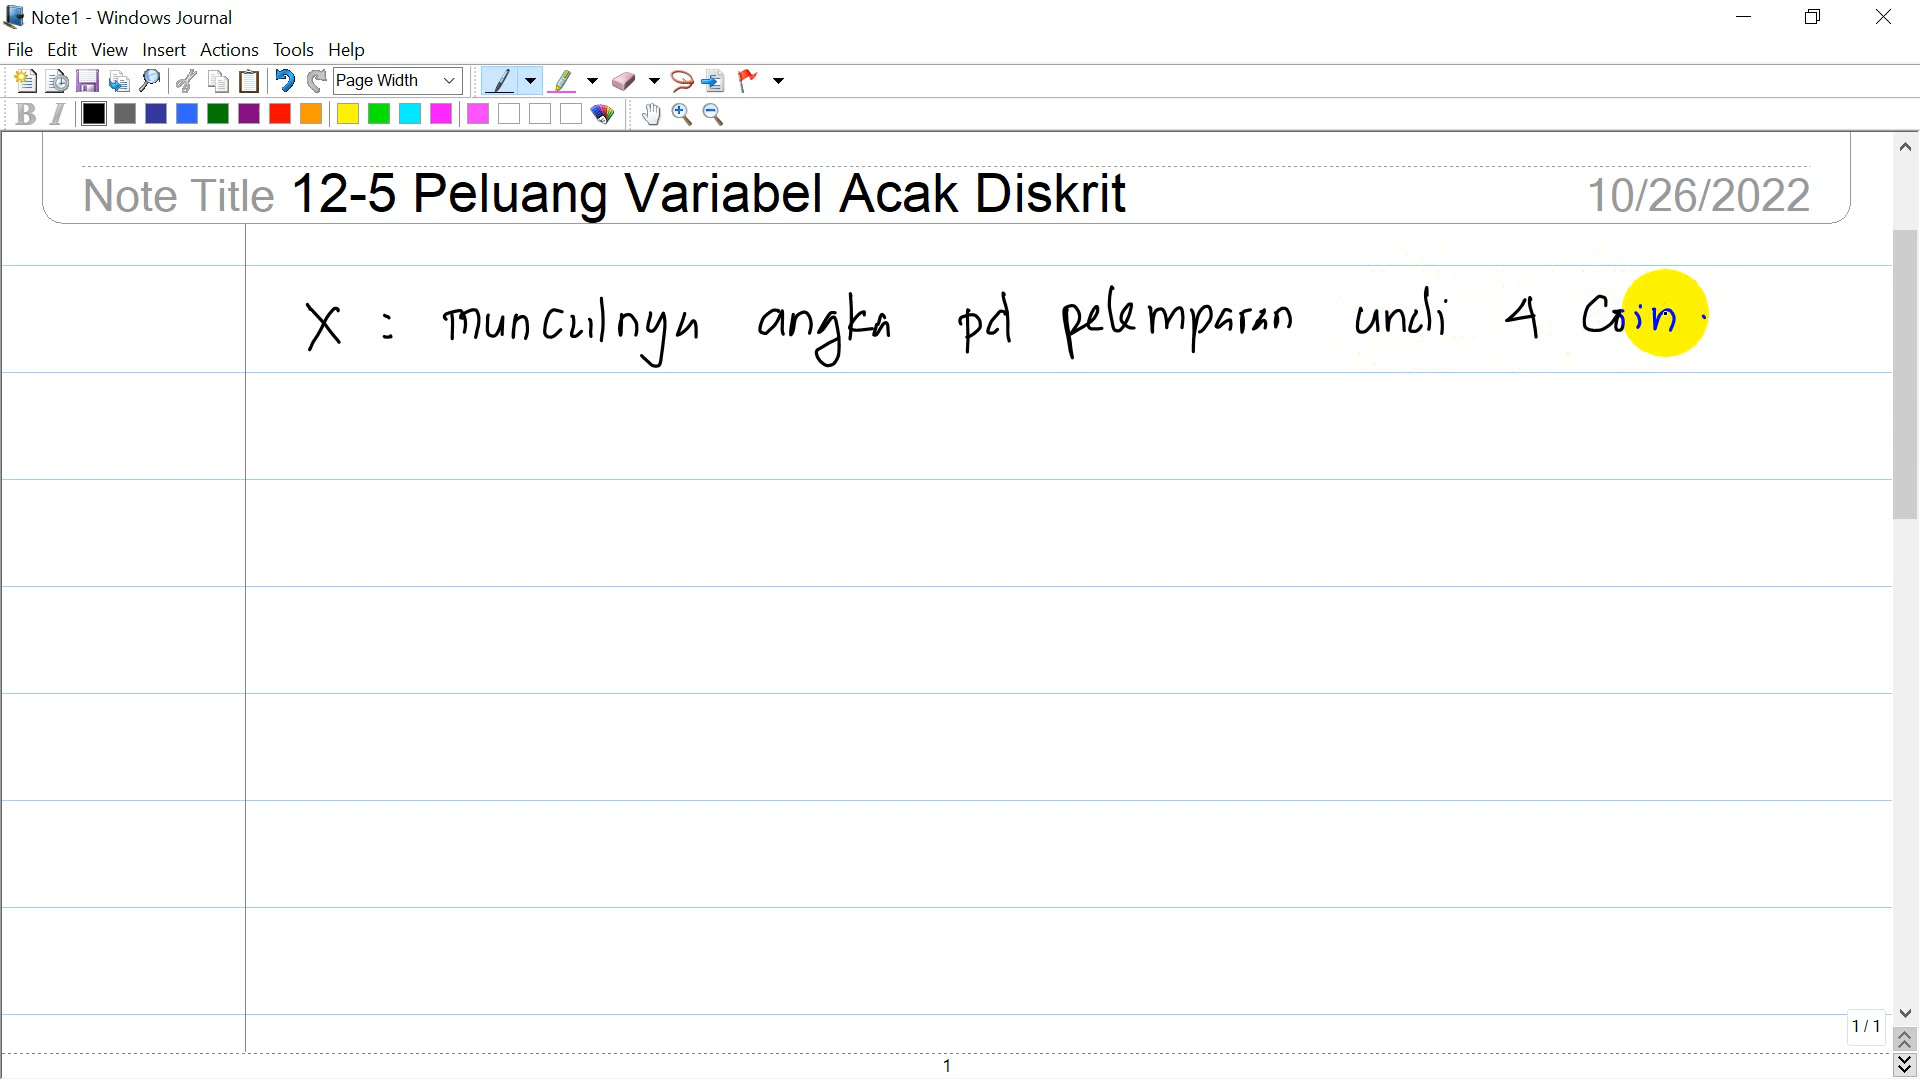 Note1 - Windows Journal
File Edit View Insert Actions Tools Help
Page Width
B I
Note Title 12-5 Peluang Variabel Acak Diskrit 10/26/2022
X : munculnya angka pd pelemparan undi 4 Coin.
1 / 1
1